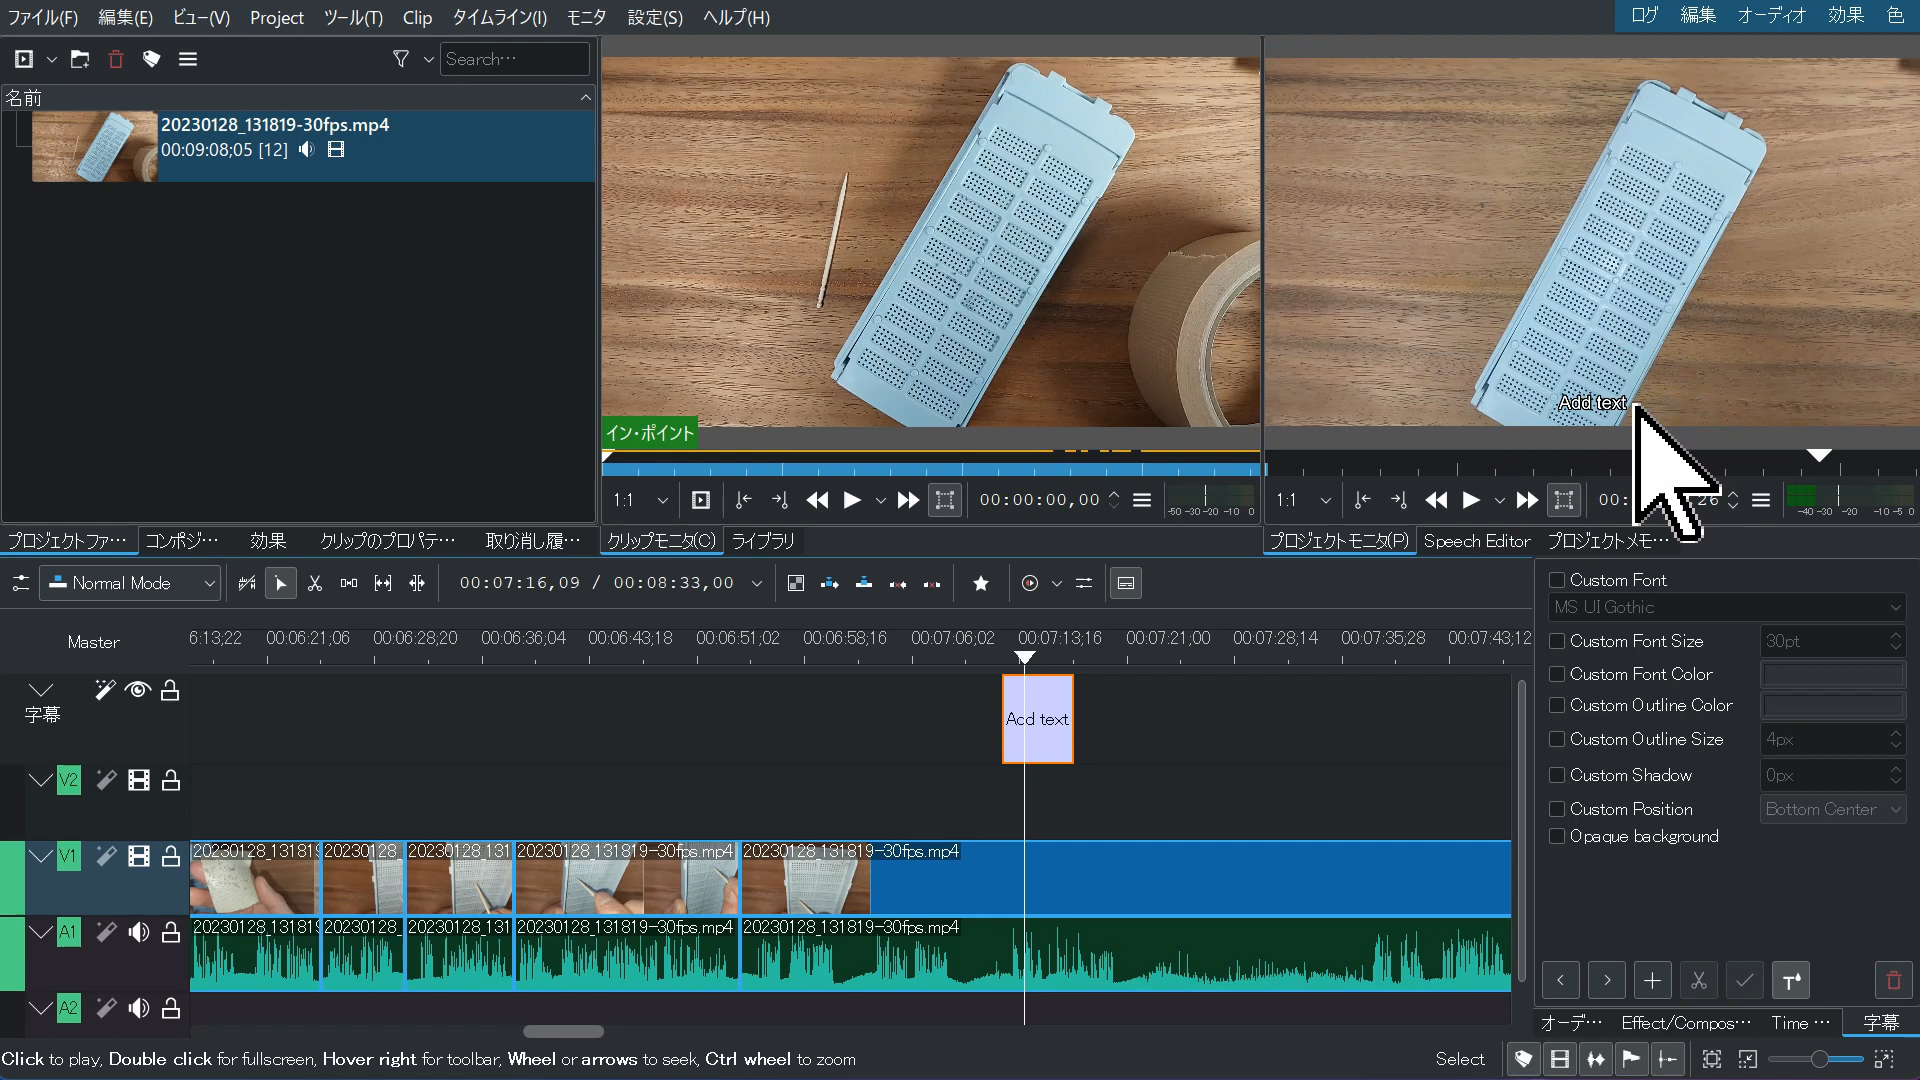 ファイル(F) 編集(E) ビュー(V) Project ツール(T) Clip タイムライン(I) モニタ 設定(S) ヘルプ(H)
ログ 編集 オーディオ 効果 色
Search…
名前
20230128_131819-30fps.mp4
00:09:08;05 [12]
イン・ポイント
Add text
1:1
00:00:00,00
-50 -30 -20 -10 0
1:1
00: 26
-40 -30 -20 -10 -5 0
プロジェクトファ… コンポジ… 効果 クリップのプロパテ… 取り消し履…
クリップモニタ(C) ライブラリ
プロジェクトモニタ(P) Speech Editor プロジェクトメモ…
Normal Mode
00:07:16,09 / 00:08:33,00
Master
6:13;22 00:06:21;06 00:06:28;20 00:06:36;04 00:06:43;18 00:06:51;02 00:06:58;16 00:07:06;02 00:07:13;16 00:07:21;00 00:07:28;14 00:07:35;28 00:07:43;12
字幕
Add text
V2
V1
20230128_131819 20230128_ 20230128_131 20230128_131819-30fps.mp4 20230128_131819-30fps.mp4
A1
20230128_131819 20230128_ 20230128_131 20230128_131819-30fps.mp4 20230128_131819-30fps.mp4
A2
Custom Font
MS UI Gothic
Custom Font Size 30pt
Custom Font Color
Custom Outline Color
Custom Outline Size 4px
Custom Shadow 0px
Custom Position Bottom Center
Opaque background
オーデ… Effect/Compos… Time … 字幕
Click to play, Double click for fullscreen, Hover right for toolbar, Wheel or arrows to seek, Ctrl wheel to zoom
Select